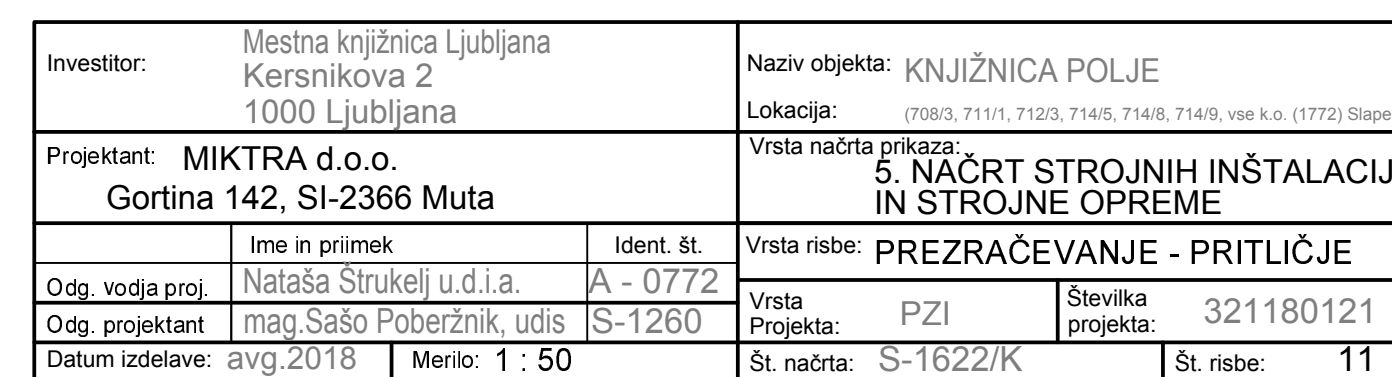 Investitor: Mestna knjižnica Ljubljana
Kersnikova 2
1000 Ljubljana
Naziv objekta: KNJIŽNICA POLJE
Lokacija: (708/3, 711/1, 712/3, 714/5, 714/8, 714/9, vse k.o. (1772) Slape
Projektant: MIKTRA d.o.o.
Gortina 142, SI-2366 Muta
Vrsta načrta prikaza:
5. NAČRT STROJNIH INŠTALACIJ
IN STROJNE OPREME
Ime in priimek Ident. št.
Odg. vodja proj. Nataša Štrukelj u.d.i.a. A - 0772
Odg. projektant mag.Sašo Poberžnik, udis S-1260
Datum izdelave: avg.2018 Merilo: 1 : 50
Vrsta risbe: PREZRAČEVANJE - PRITLIČJE
Vrsta
Projekta: PZI
Številka
projekta: 321180121
Št. načrta: S-1622/K Št. risbe: 11